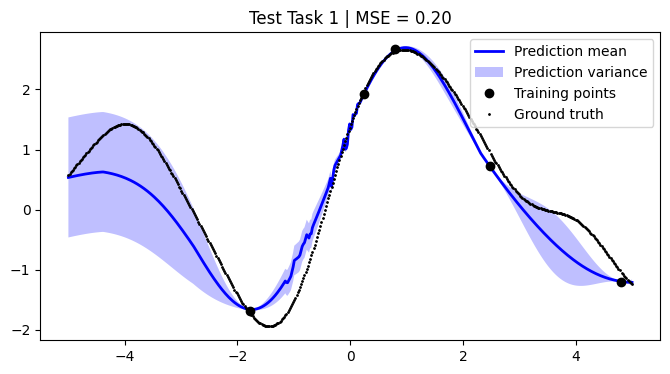 Test Task 1 | MSE = 0.20
Prediction mean
Prediction variance
Training points
Ground truth
2
1
0
−1
−2
−4
−2
0
2
4